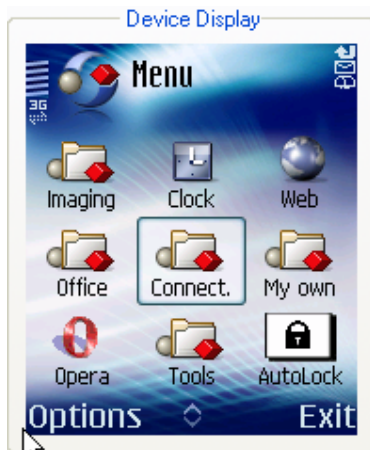 Device Display
Menu
3G
Imaging Clock Web
Office Connect. My own
Opera Tools AutoLock
Options Exit